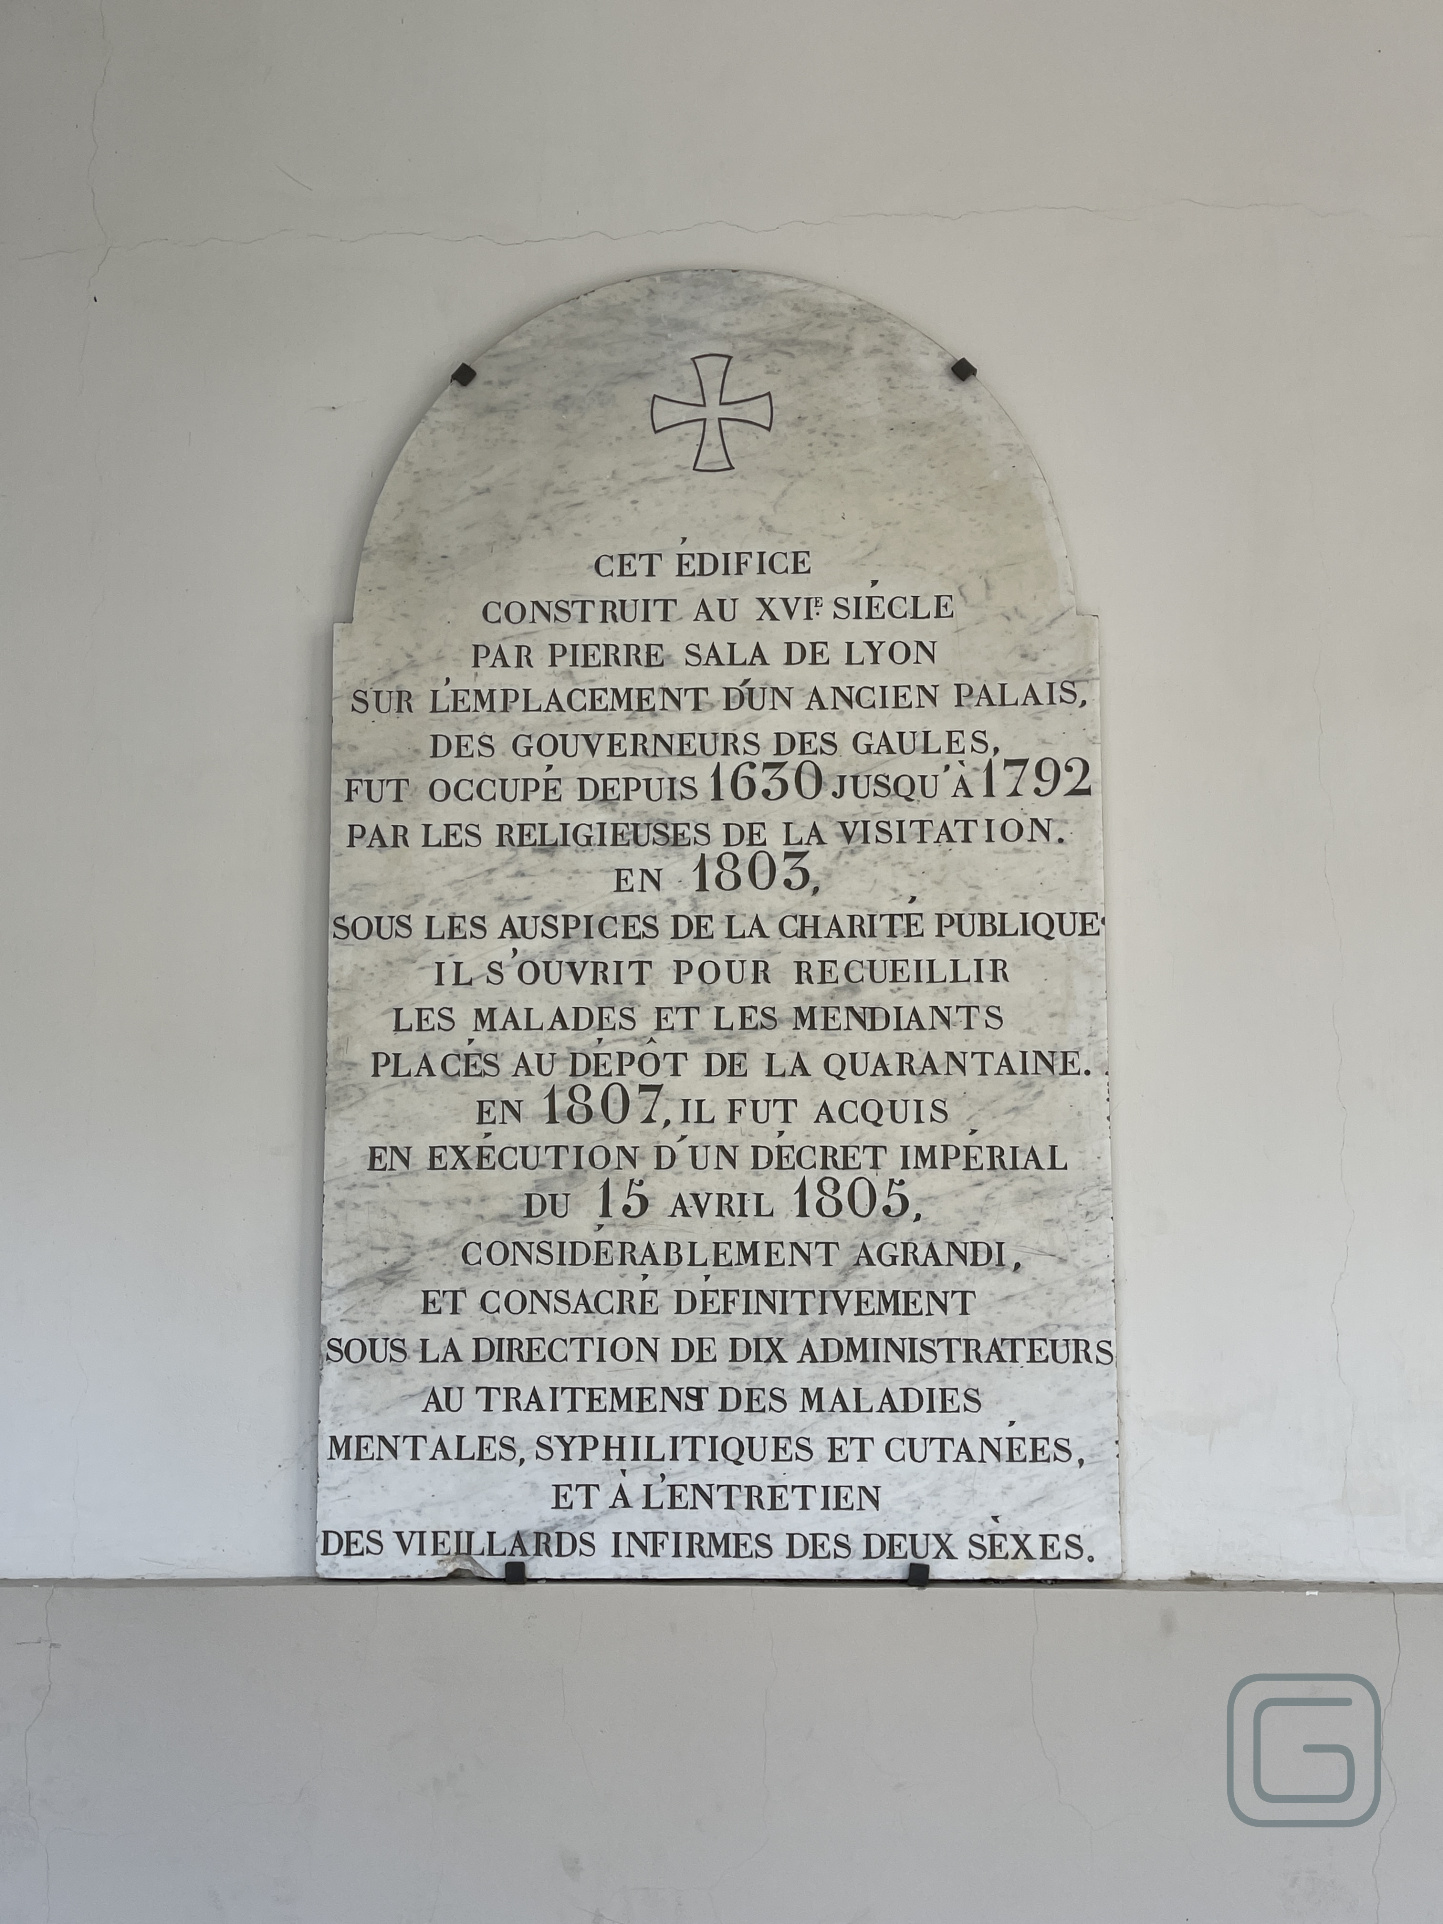 CET ÉDIFICE
CONSTRUIT AU XVIE SIÉCLE
PAR PIERRE SALA DE LYON
SUR L'EMPLACEMENT D'UN ANCIEN PALAIS,
DES GOUVERNEURS DES GAULES,
FUT OCCUPÉ DEPUIS 1630 JUSQU'À 1792
PAR LES RELIGIEUSES DE LA VISITATION.
EN 1803,
SOUS LES AUSPICES DE LA CHARITÉ PUBLIQUE
IL S'OUVRIT POUR RECUEILLIR
LES MALADES ET LES MENDIANTS
PLACÉS AU DÉPÔT DE LA QUARANTAINE.
EN 1807, IL FUT ACQUIS
EN EXÉCUTION D'UN DÉCRET IMPÉRIAL
DU 15 AVRIL 1805,
CONSIDÉRABLEMENT AGRANDI,
ET CONSACRÉ DÉFINITIVEMENT
SOUS LA DIRECTION DE DIX ADMINISTRATEURS
AU TRAITEMENT DES MALADIES
MENTALES, SYPHILITIQUES ET CUTANÉES,
ET À L'ENTRETIEN
DES VIEILLARDS INFIRMES DES DEUX SÈXES.
G